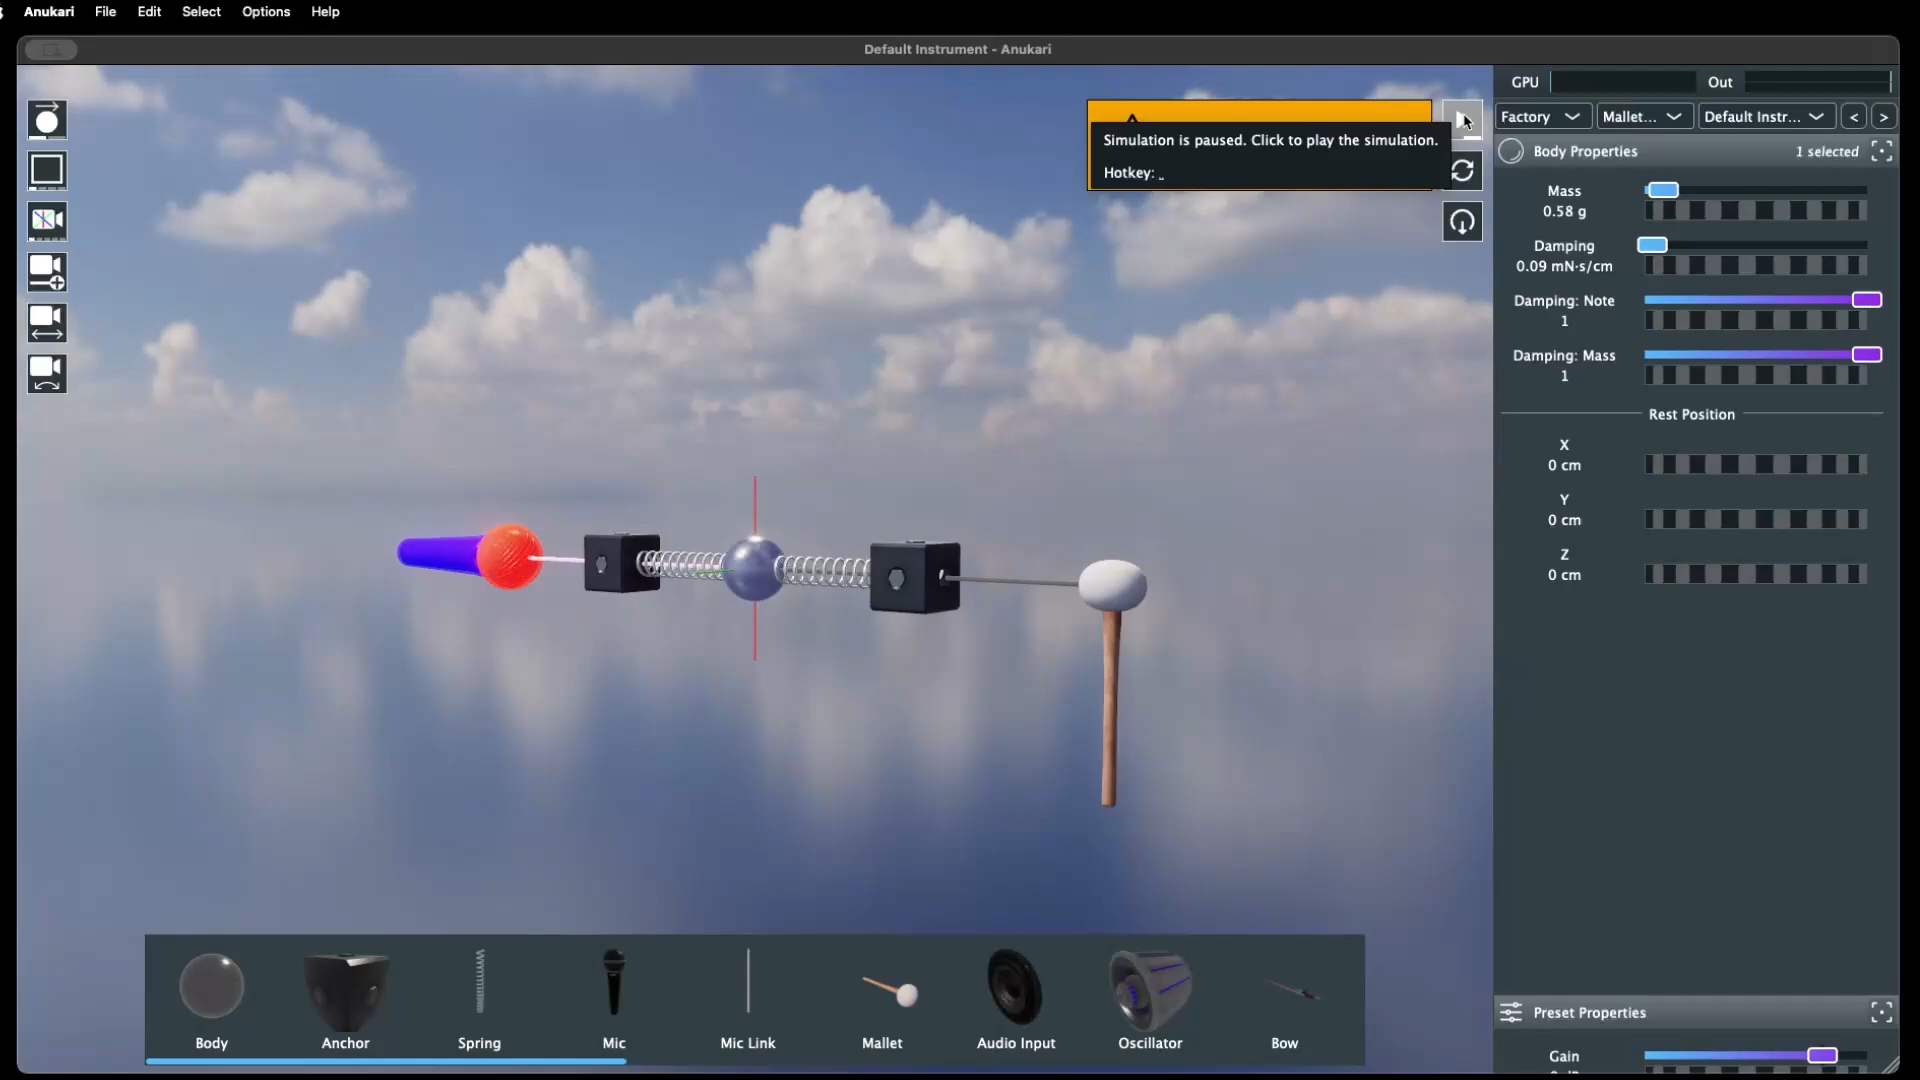 Anukari File Edit Select Options Help
Default Instrument - Anukari
GPU Out
Factory Mallet... Default Instr... < >
Simulation is paused. Click to play the simulation.
Hotkey: _
Body Properties 1 selected
Mass
0.58 g
Damping
0.09 mN·s/cm
Damping: Note
1
Damping: Mass
1
Rest Position
X
0 cm
Y
0 cm
Z
0 cm
Body Anchor Spring Mic Mic Link Mallet Audio Input Oscillator Bow
Preset Properties
Gain